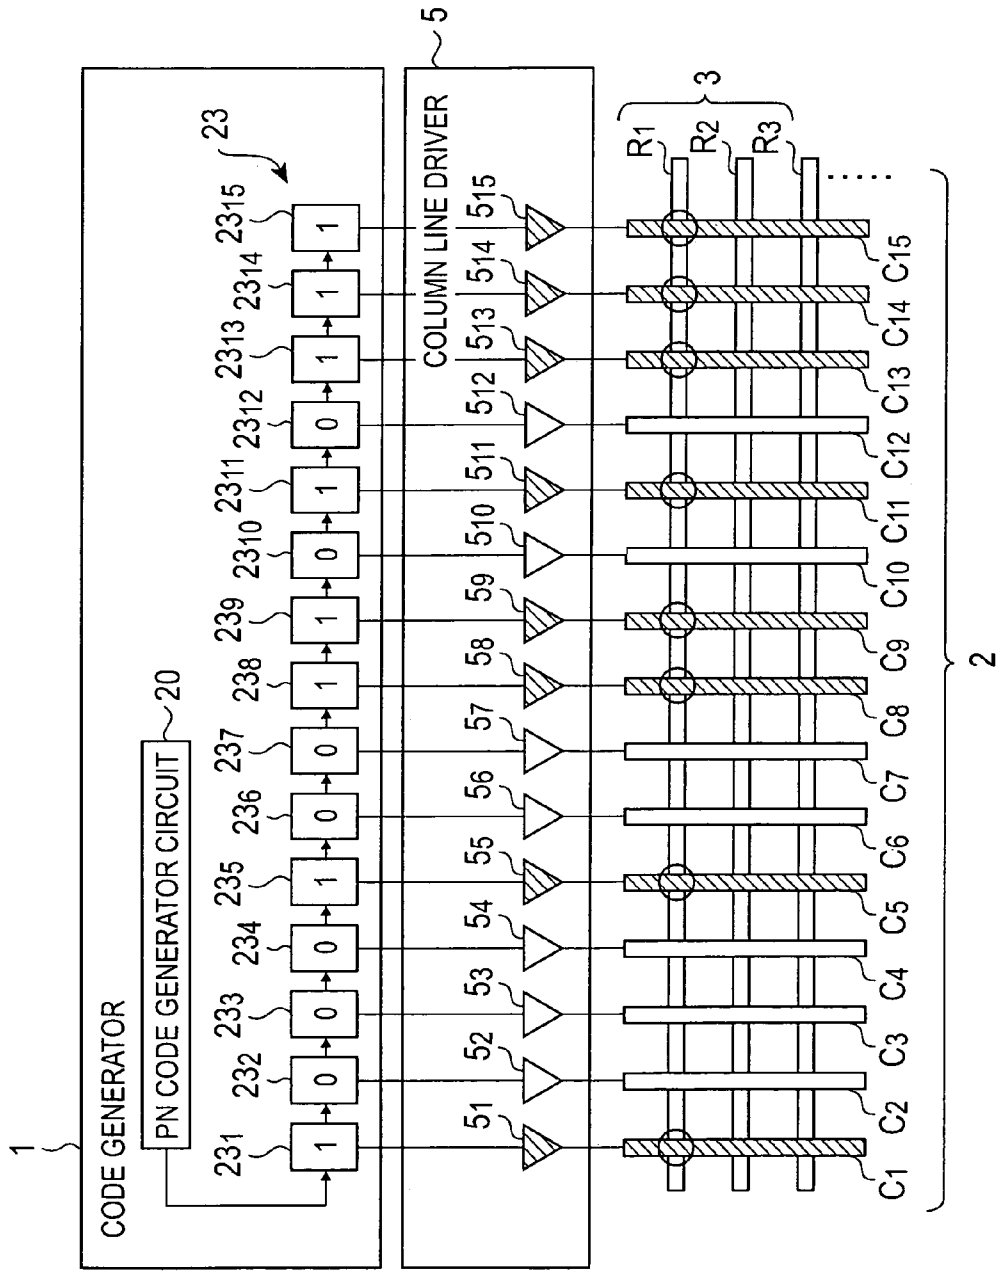 1
CODE GENERATOR
PN CODE GENERATOR CIRCUIT
20
23
231 232 233 234 235 236 237 238 239 2310 2311 2312 2313 2314 2315
1 0 0 0 1 0 0 1 1 0 1 0 1 1 1
5
COLUMN LINE DRIVER
51 52 53 54 55 56 57 58 59 510 511 512 513 514 515
3
R1
R2
R3
.....
C1 C2 C3 C4 C5 C6 C7 C8 C9 C10 C11 C12 C13 C14 C15
2